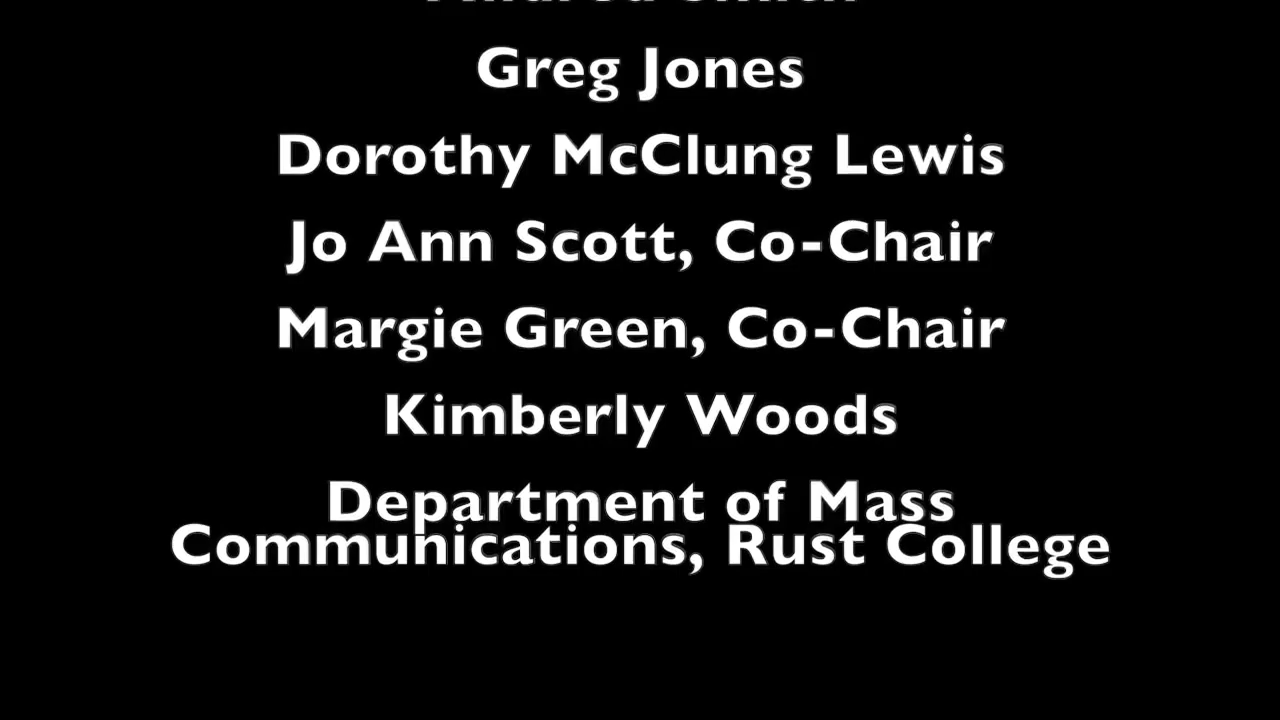 Greg Jones
Dorothy McClung Lewis
Jo Ann Scott, Co-Chair
Margie Green, Co-Chair
Kimberly Woods
Department of Mass
Communications, Rust College